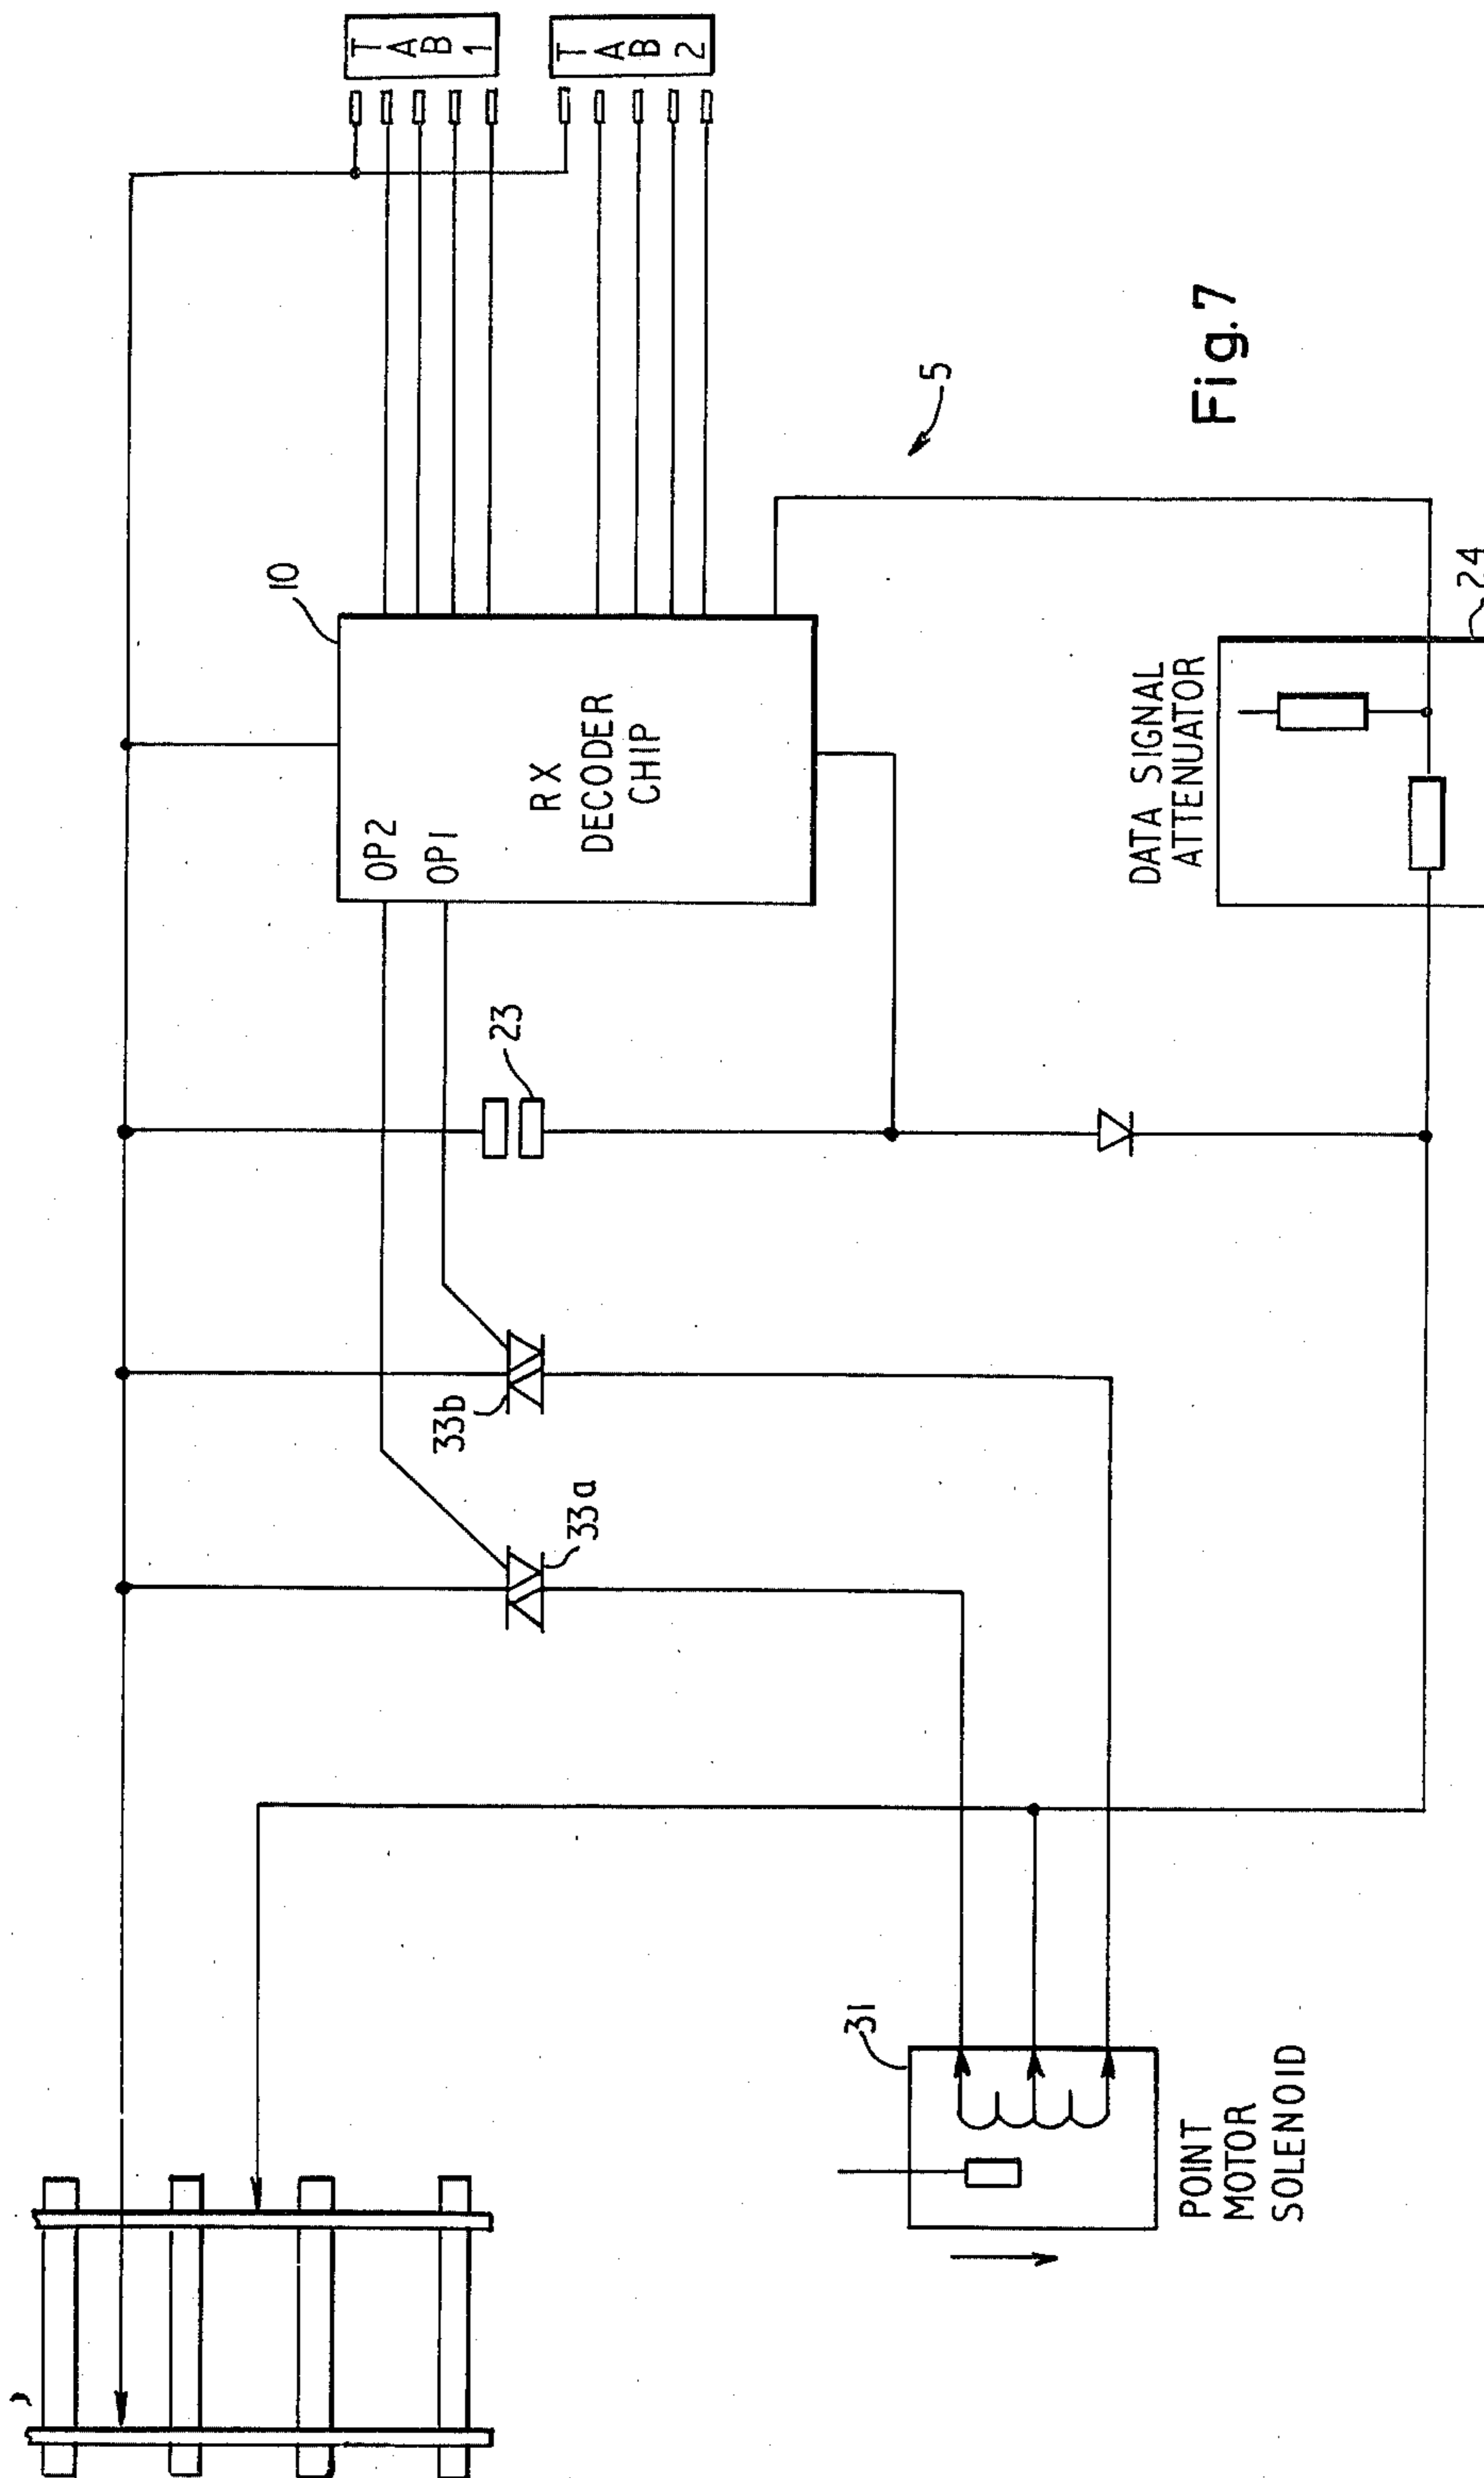 TAB 1
TAB 2
10
OP2
OP1
RX
DECODER
CHIP
23
33b
33a
5
DATA SIGNAL
ATTENUATOR
24
31
POINT
MOTOR
SOLENOID
Fig.7